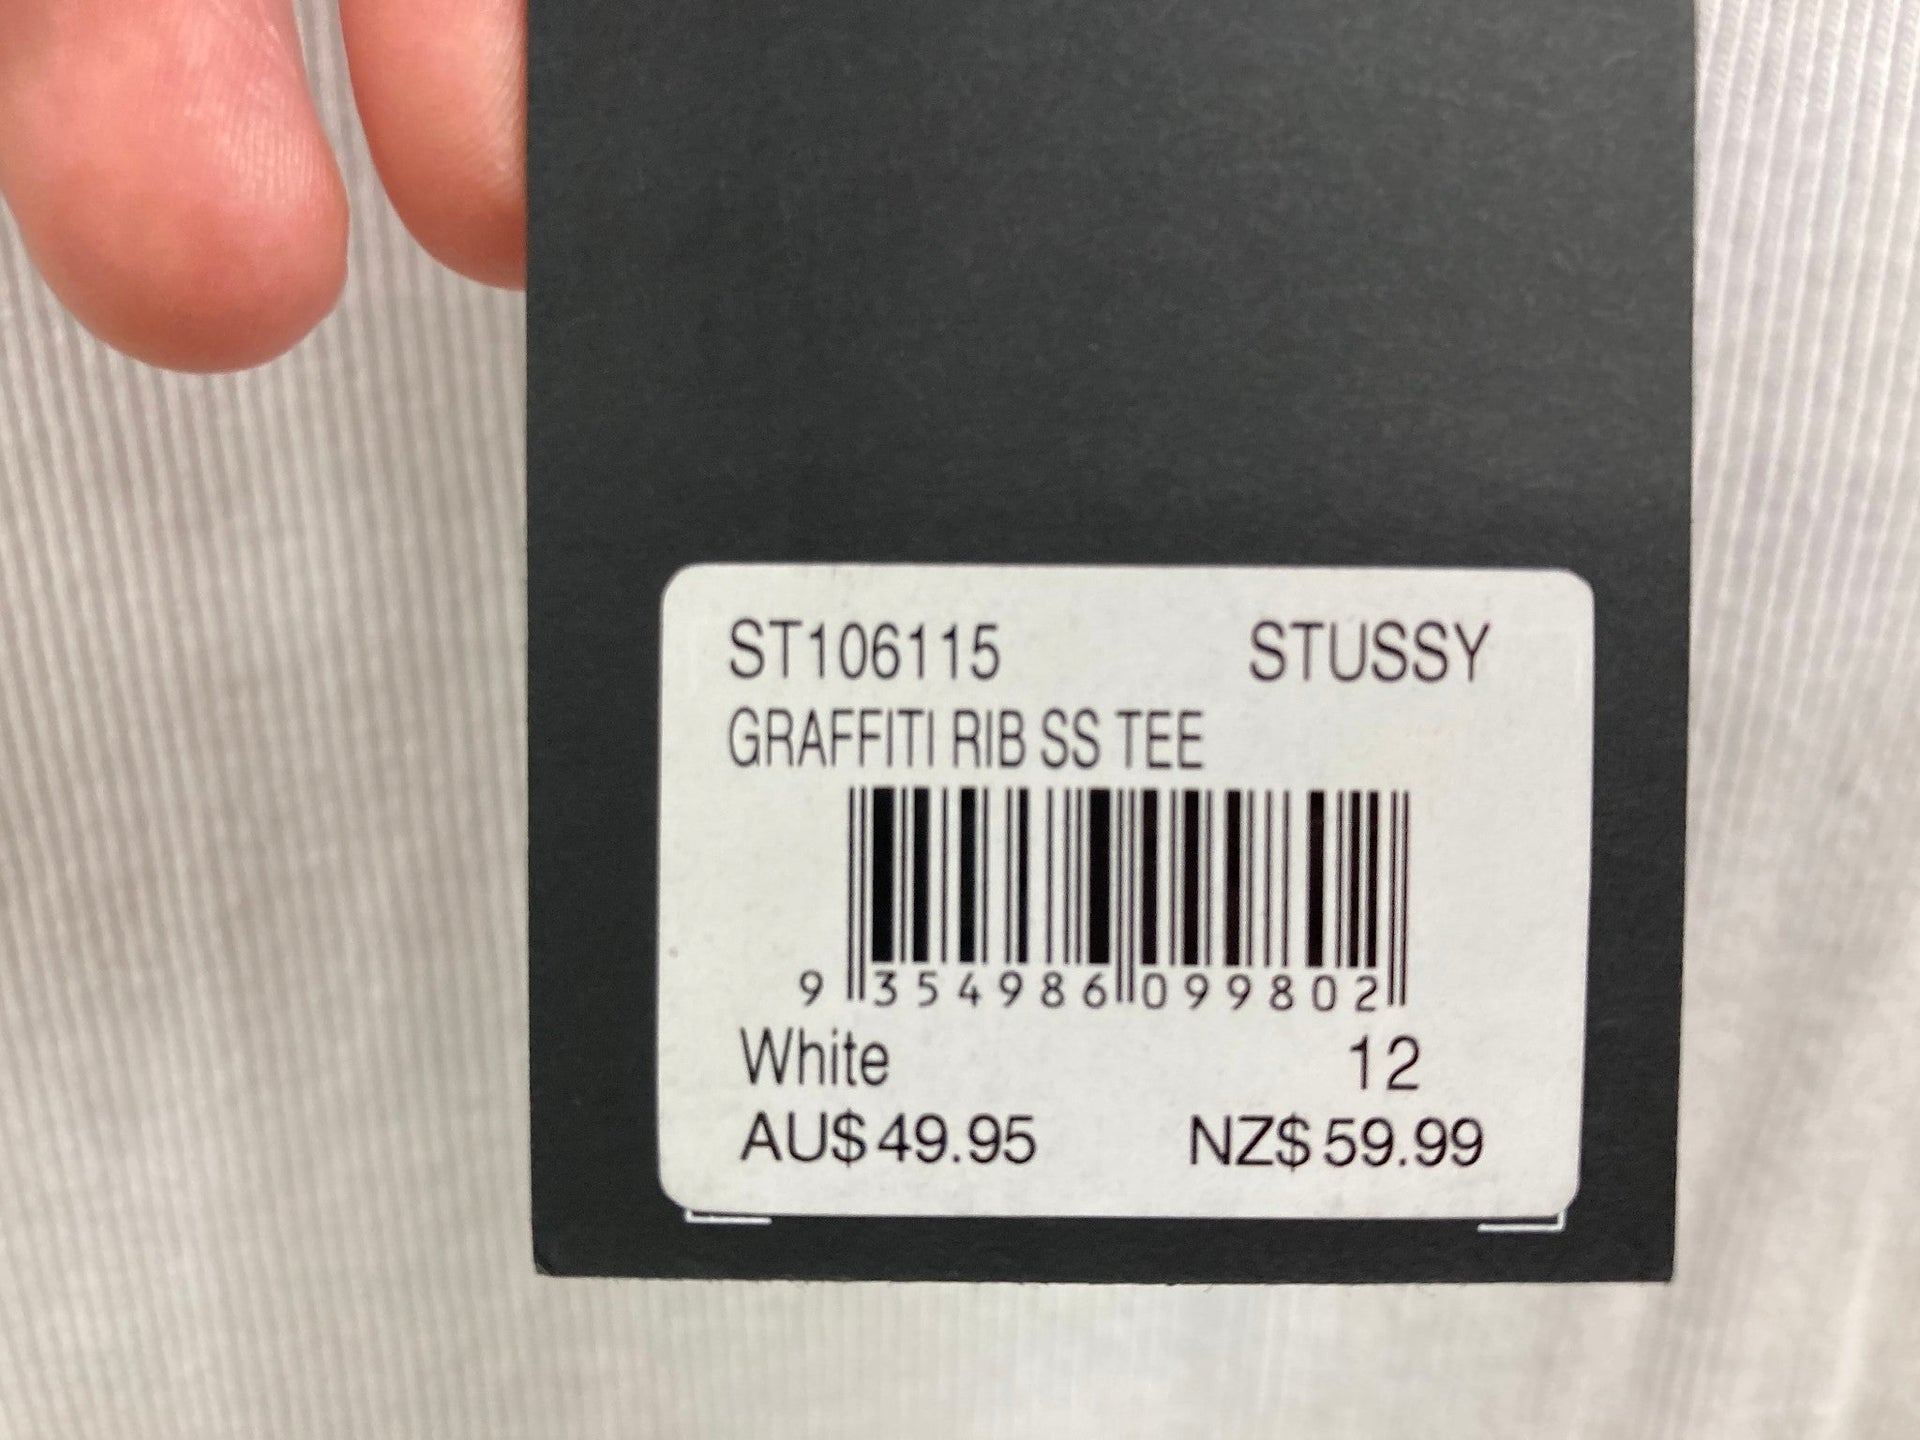 ST106115 STUSSY
GRAFFITI RIB SS TEE
9 354986 099802
White 12
AU$49.95 NZ$59.99